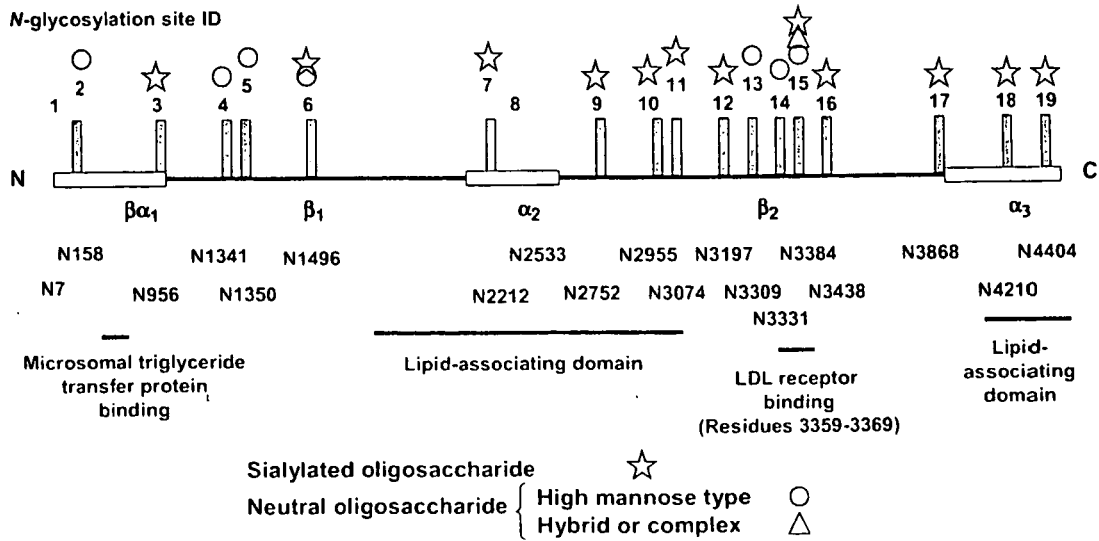 N-glycosylation site ID
1 2 3 4 5 6 7 8 9 10 11 12 13 14 15 16 17 18 19
N C
βα1 β1 α2 β2 α3
N158 N1341 N1496 N2533 N2955 N3197 N3384 N3868 N4404
N7 N956 N1350 N2212 N2752 N3074 N3309 N3438 N4210
N3331
Microsomal triglyceride
transfer protein
binding
Lipid-associating domain
LDL receptor
binding
(Residues 3359-3369)
Lipid-
associating
domain
Sialylated oligosaccharide
Neutral oligosaccharide
High mannose type
Hybrid or complex